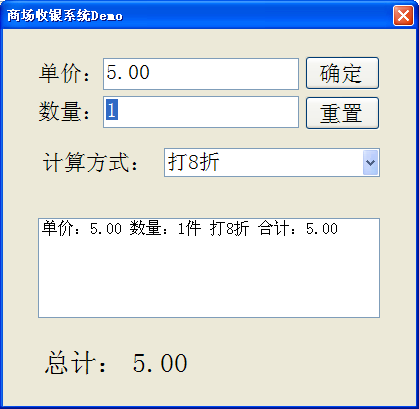 商场收银系统Demo
单价： 5.00 确定
数量： 1 重置
计算方式： 打8折
单价：5.00 数量：1件 打8折 合计：5.00
总计： 5.00